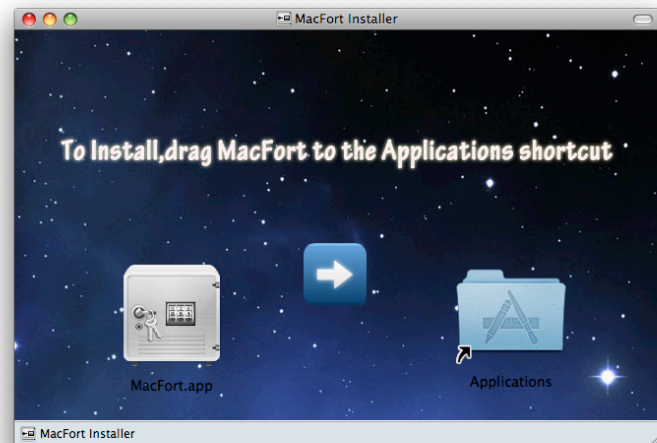 MacFort Installer
To Install,drag MacFort to the Applications shortcut
MacFort.app
Applications
MacFort Installer